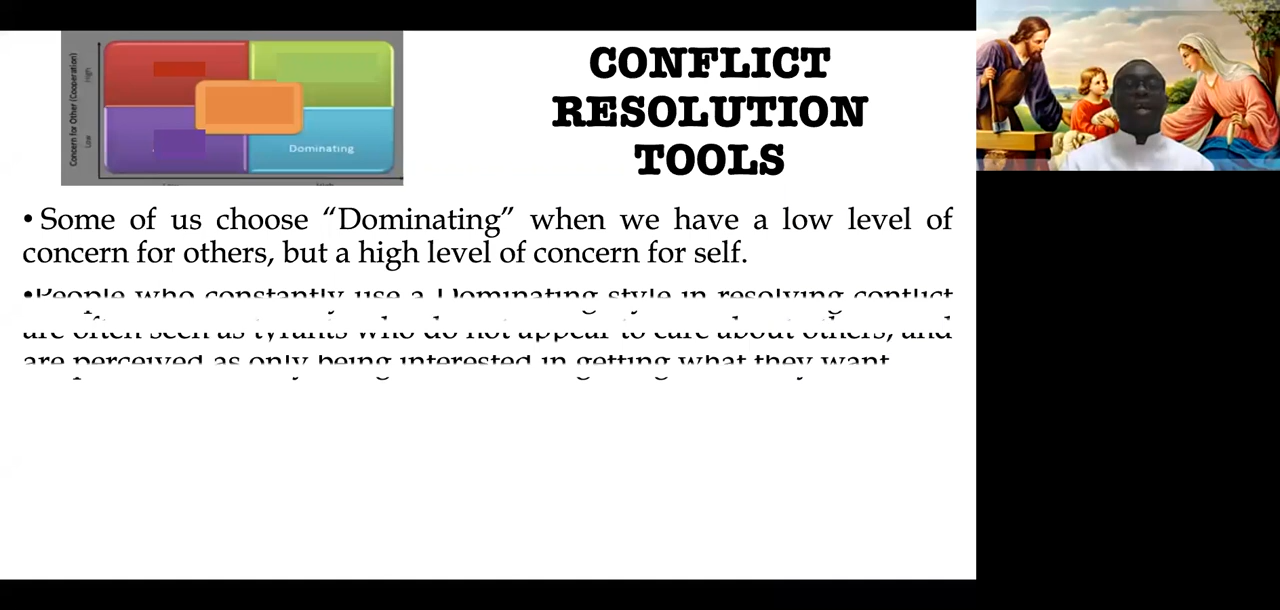 Concern for Other (Cooperation)
High
Low
Dominating
CONFLICT
RESOLUTION
TOOLS
• Some of us choose “Dominating” when we have a low level of
concern for others, but a high level of concern for self.
•People who constantly use a Dominating style in resolving conflict
are often seen as tyrants who do not appear to care about others, and
are perceived as only being interested in getting what they want